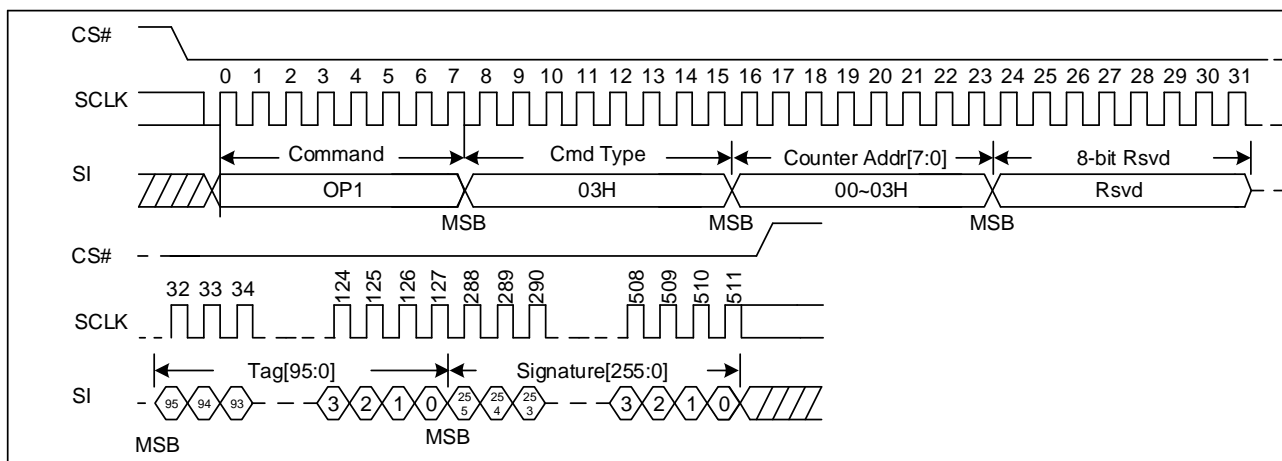 CS#
0 1 2 3 4 5 6 7 8 9 10 11 12 13 14 15 16 17 18 19 20 21 22 23 24 25 26 27 28 29 30 31
SCLK
Command Cmd Type Counter Addr[7:0] 8-bit Rsvd
SI
OP1 03H 00~03H Rsvd
MSB MSB MSB
CS#
32 33 34 124 125 126 127 288 289 290 508 509 510 511
SCLK
Tag[95:0] Signature[255:0]
SI
95 94 93 3 2 1 0 255 254 253 3 2 1 0
MSB MSB